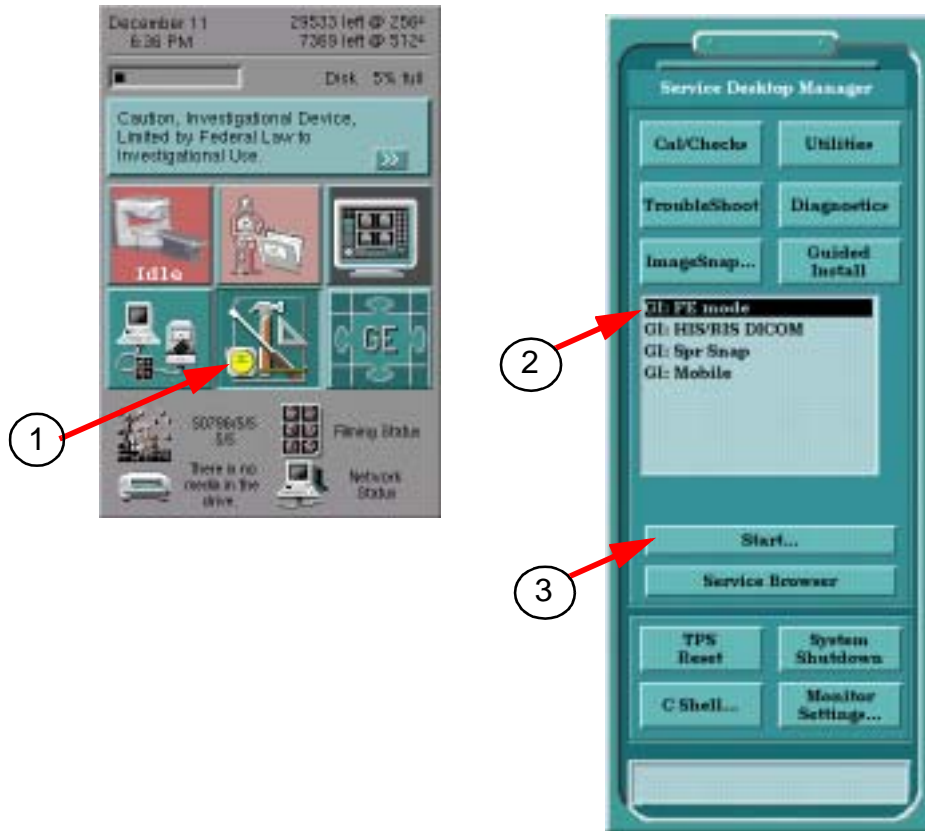 December 11
6:36 PM
29533 left @ 256²
7369 left @ 512²
Disk 5% full
Caution, Investigational Device,
Limited by Federal Law to
Investigational Use
>>
Idle
GE
There is no
media in the
drive.
Filming Status
Network
Status
1
Service Desktop Manager
Cal/Checks
Utilities
TroubleShoot
Diagnostics
ImageSnap...
Guided
Install
GI: FE mode
GI: HIS/RIS DICOM
GI: Spr Snap
GI: Mobile
2
Start...
3
Service Browser
TPS
Reset
System
Shutdown
C Shell...
Monitor
Settings...